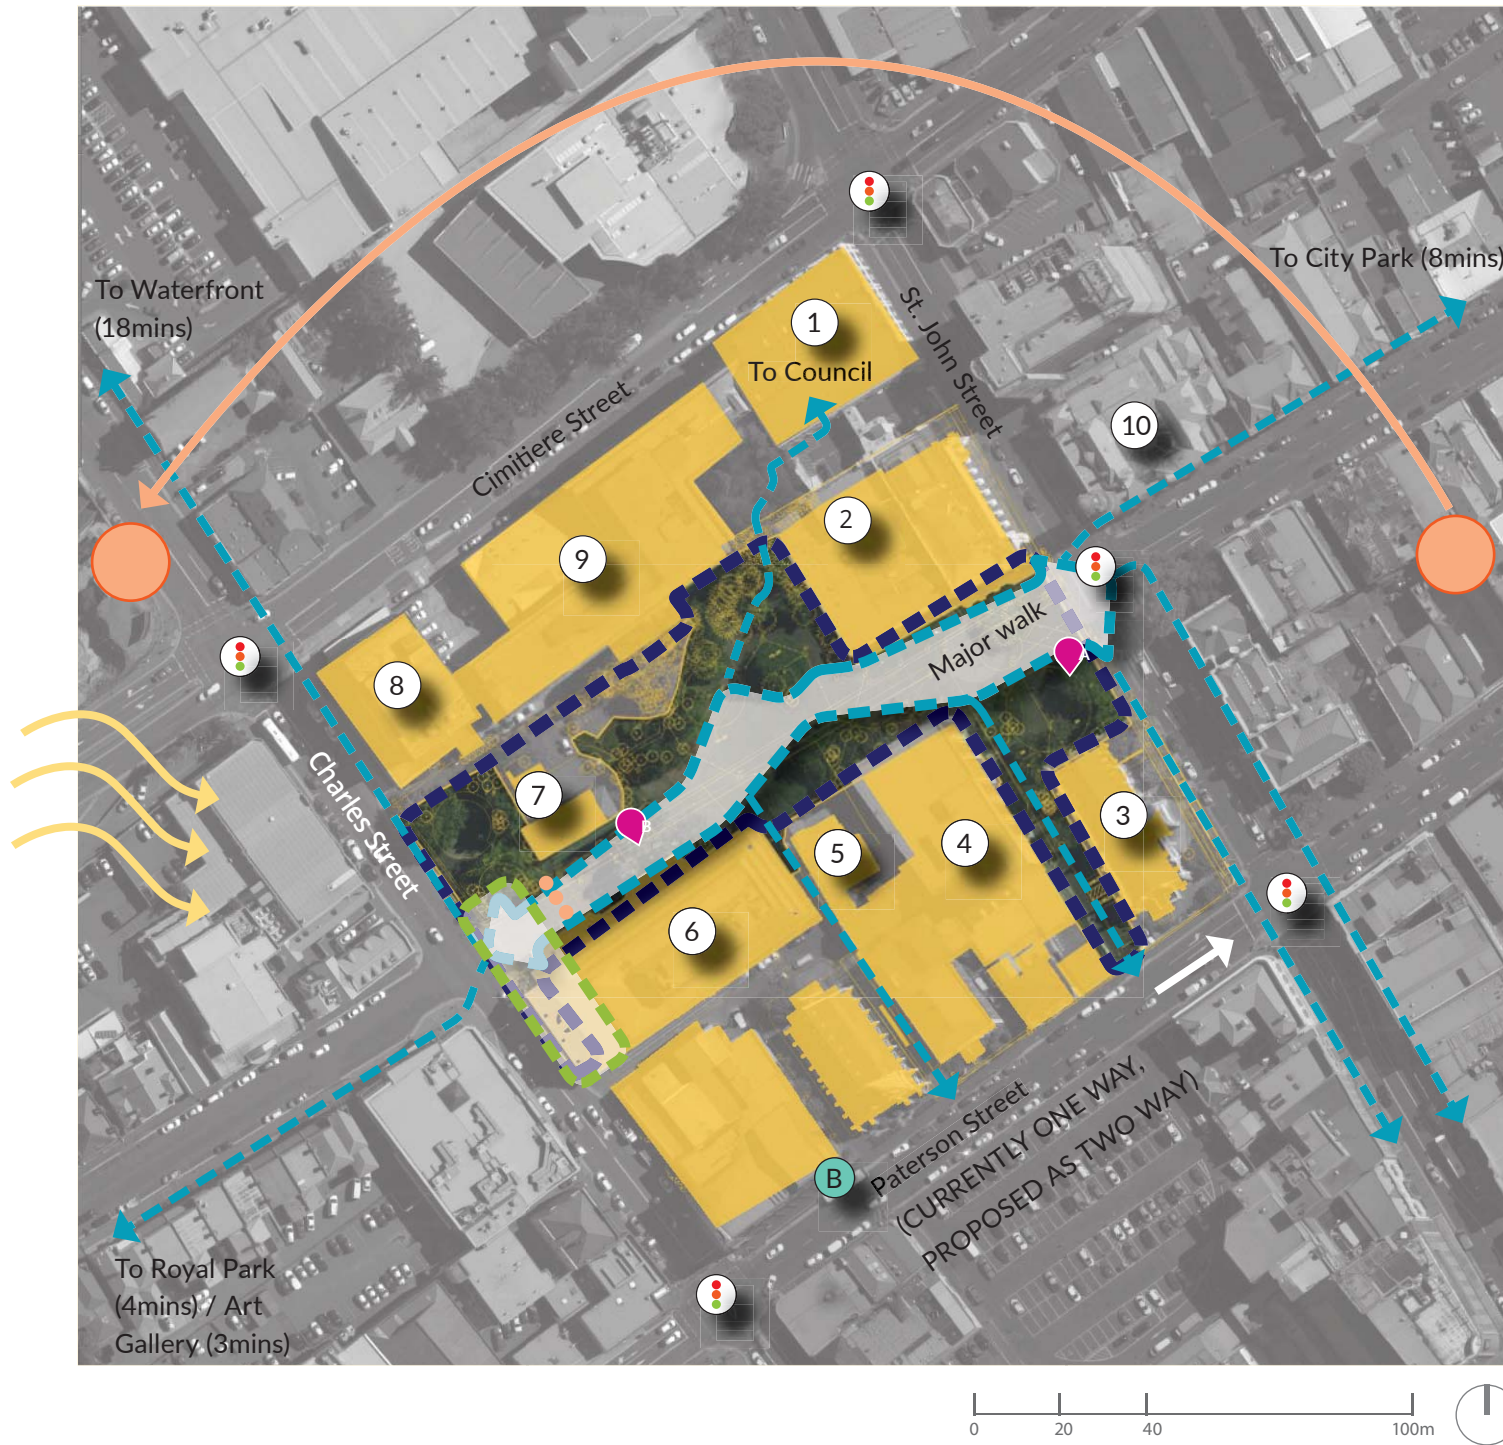 To Waterfront
(18mins)
To City Park (8mins)
St. John Street
1
To Council
Cimitiere Street
10
2
9
Major walk
A
8
Charles Street
7
B
3
5
4
6
B
Paterson Street
(CURRENTLY ONE WAY,
PROPOSED AS TWO WAY)
To Royal Park
(4mins) / Art
Gallery (3mins)
0
20
40
100m